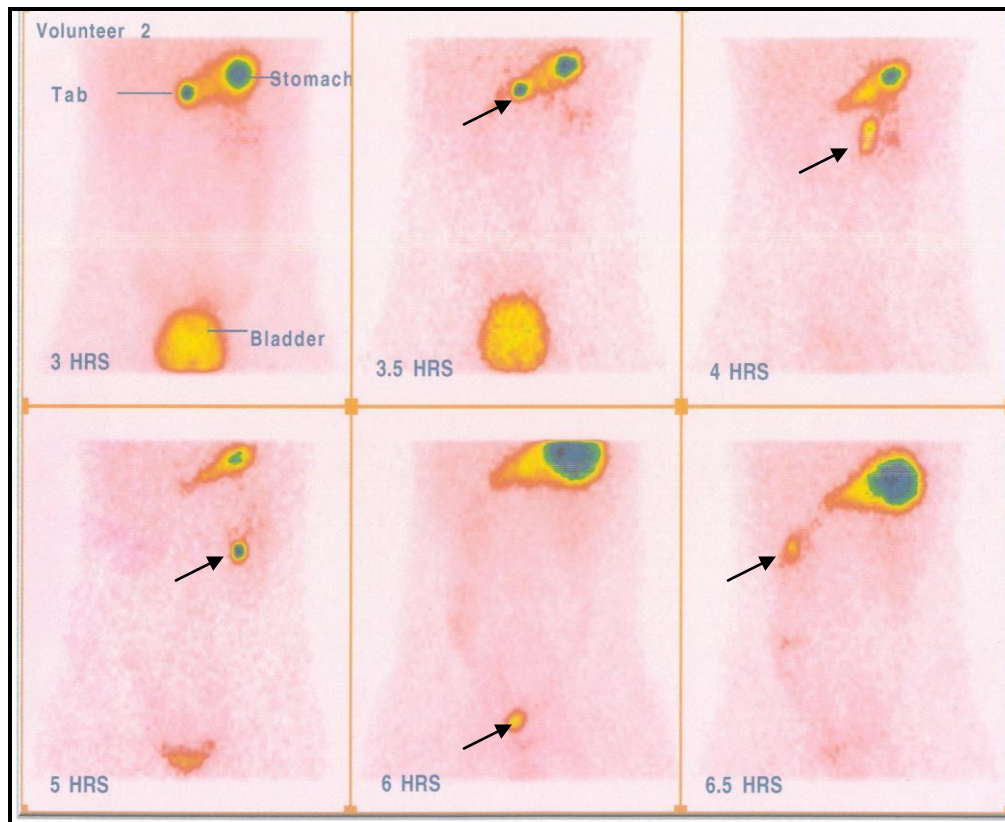 Volunteer 2
Tab
Stomach
Bladder
3 HRS
3.5 HRS
4 HRS
5 HRS
6 HRS
6.5 HRS